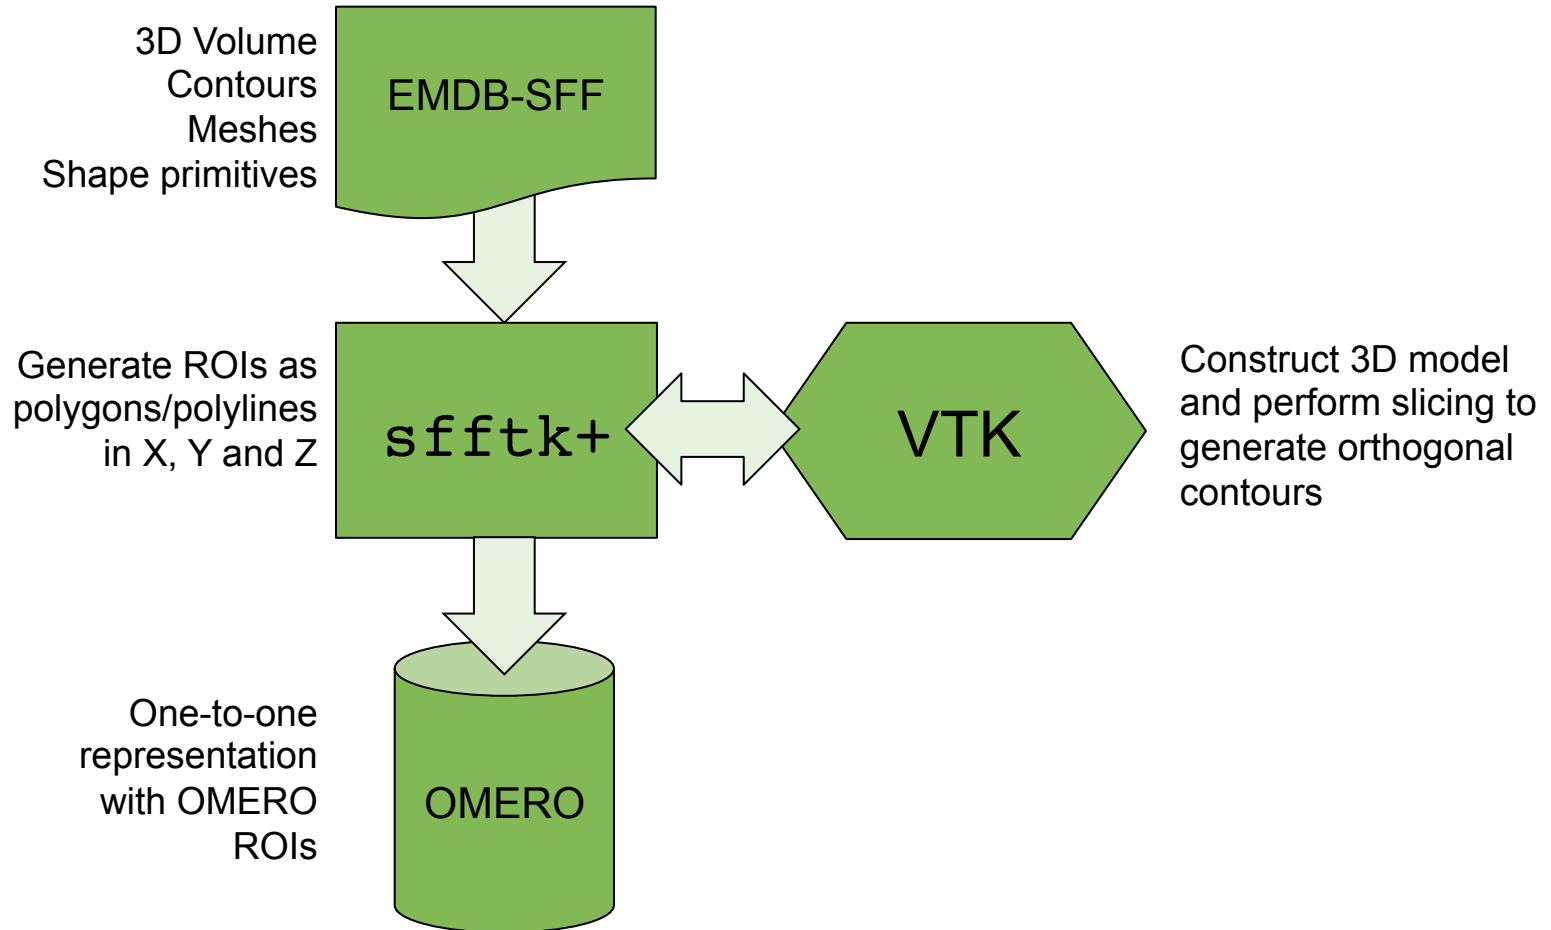 3D Volume
Contours
Meshes
Shape primitives
EMDB-SFF
Generate ROIs as
polygons/polylines
in X, Y and Z
sfftk+
VTK
Construct 3D model
and perform slicing to
generate orthogonal
contours
One-to-one
representation
with OMERO
ROIs
OMERO